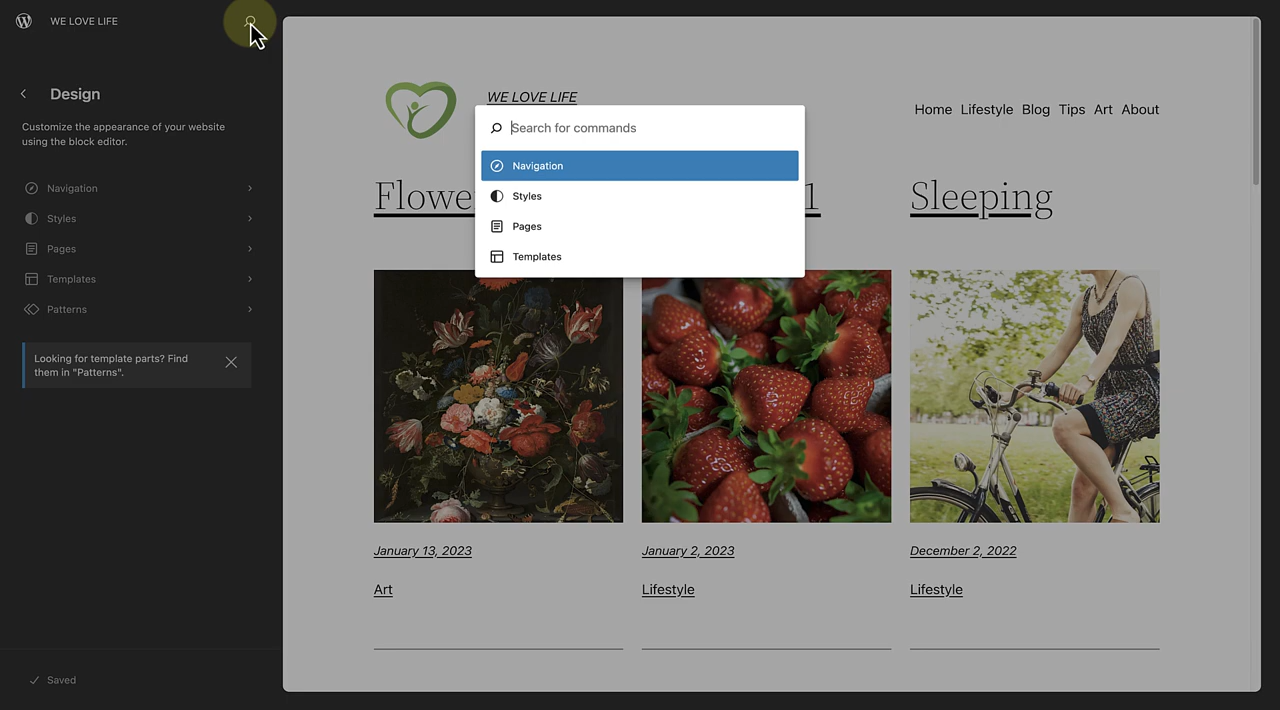 WE LOVE LIFE
Design
Customize the appearance of your website
using the block editor.
Navigation
Styles
Pages
Templates
Patterns
Looking for template parts? Find
them in "Patterns".
Saved
WE LOVE LIFE
Home Lifestyle Blog Tips Art About
Search for commands
Navigation
Styles
Pages
Templates
1
Sleeping
January 13, 2023
Art
January 2, 2023
Lifestyle
December 2, 2022
Lifestyle